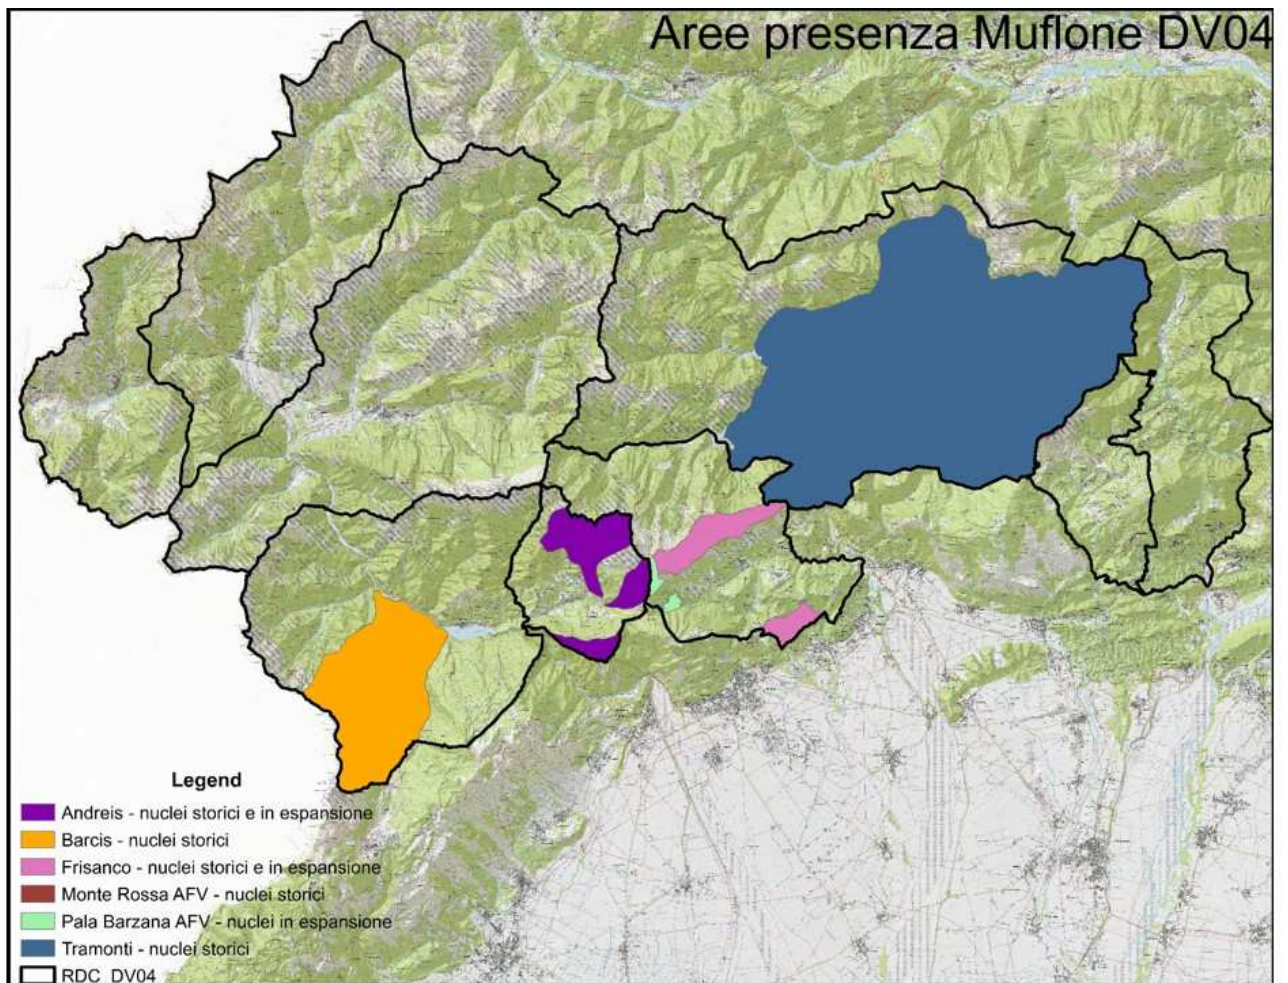 Aree presenza Muflone DV04
Legend
Andreis - nuclei storici e in espansione
Barcis - nuclei storici
Frisanco - nuclei storici e in espansione
Monte Rossa AFV - nuclei storici
Pala Barzana AFV - nuclei in espansione
Tramonti - nuclei storici
RDC_DV04